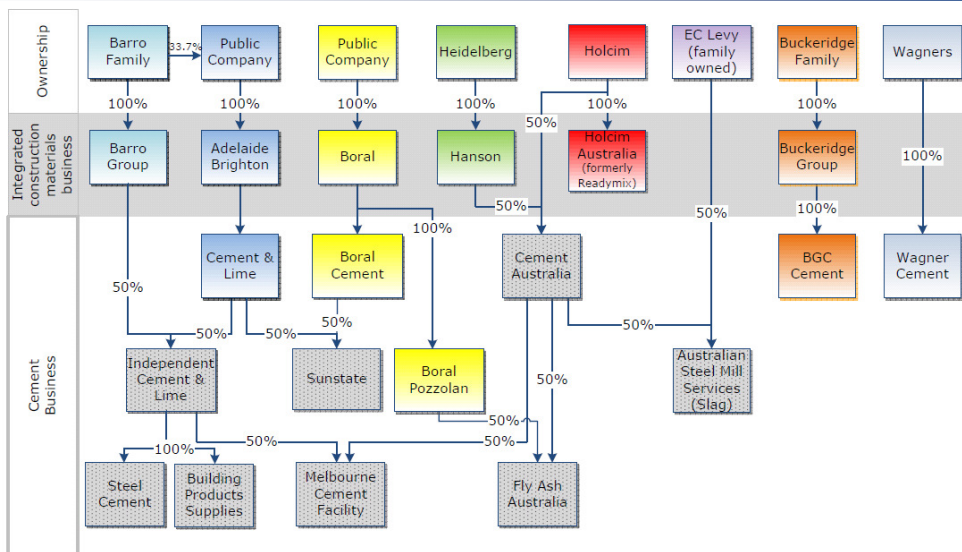 Ownership
Barro
Family
33.7%
Public
Company
Public
Company
Heidelberg
Holcim
EC Levy
(family
owned)
Buckeridge
Family
Wagners
100%
100%
100%
100%
50%
100%
100%
Integrated
construction
materials
business
Barro
Group
Adelaide
Brighton
Boral
Hanson
Holcim
Australia
(formerly
Readymix)
Buckeridge
Group
100%
50%
100%
50%
100%
Cement
Business
Cement
& Lime
Boral
Cement
Cement
Australia
BGC
Cement
Wagner
Cement
50%
50%
50%
50%
50%
Independent
Cement &
Lime
Sunstate
Boral
Pozzolan
Australian
Steel Mill
Services
(Slag)
50%
100%
50%
50%
50%
Steel
Cement
Building
Products
Supplies
Melbourne
Cement
Facility
Fly Ash
Australia